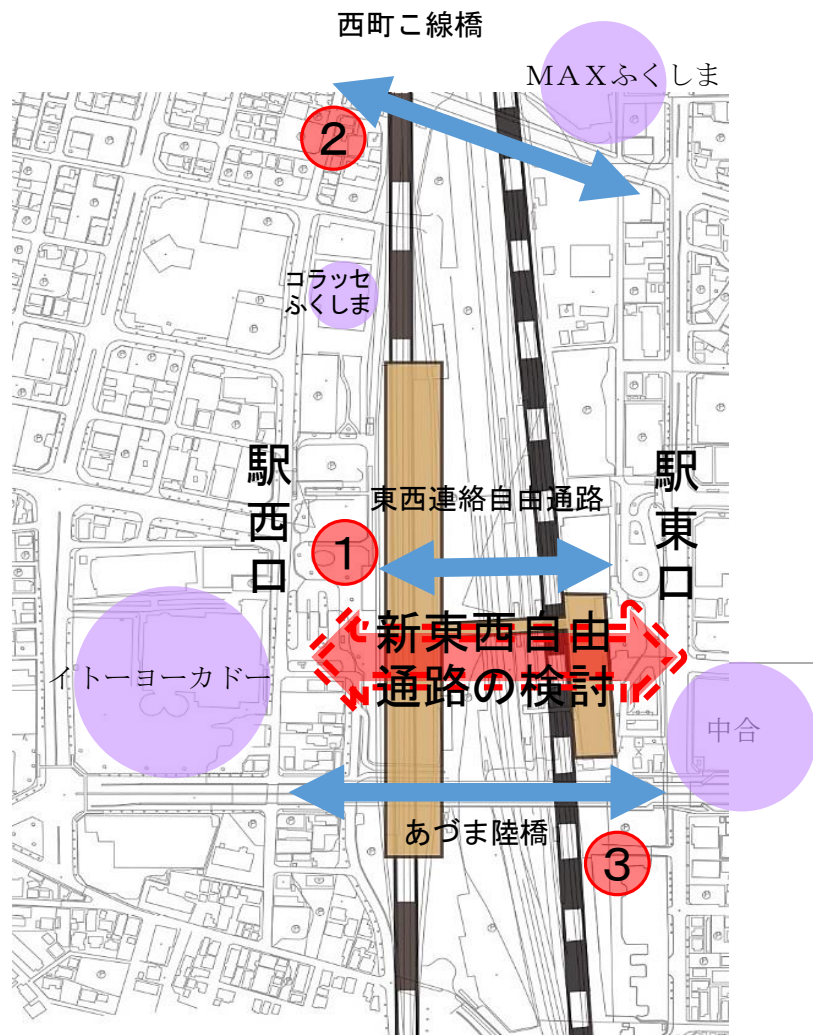 西町こ線橋
MAXふくしま
②
コラッセ
ふくしま
駅西口
東西連絡自由通路
駅東口
①
新東西自由
通路の検討
イトーヨーカドー
中合
あづま陸橋
③